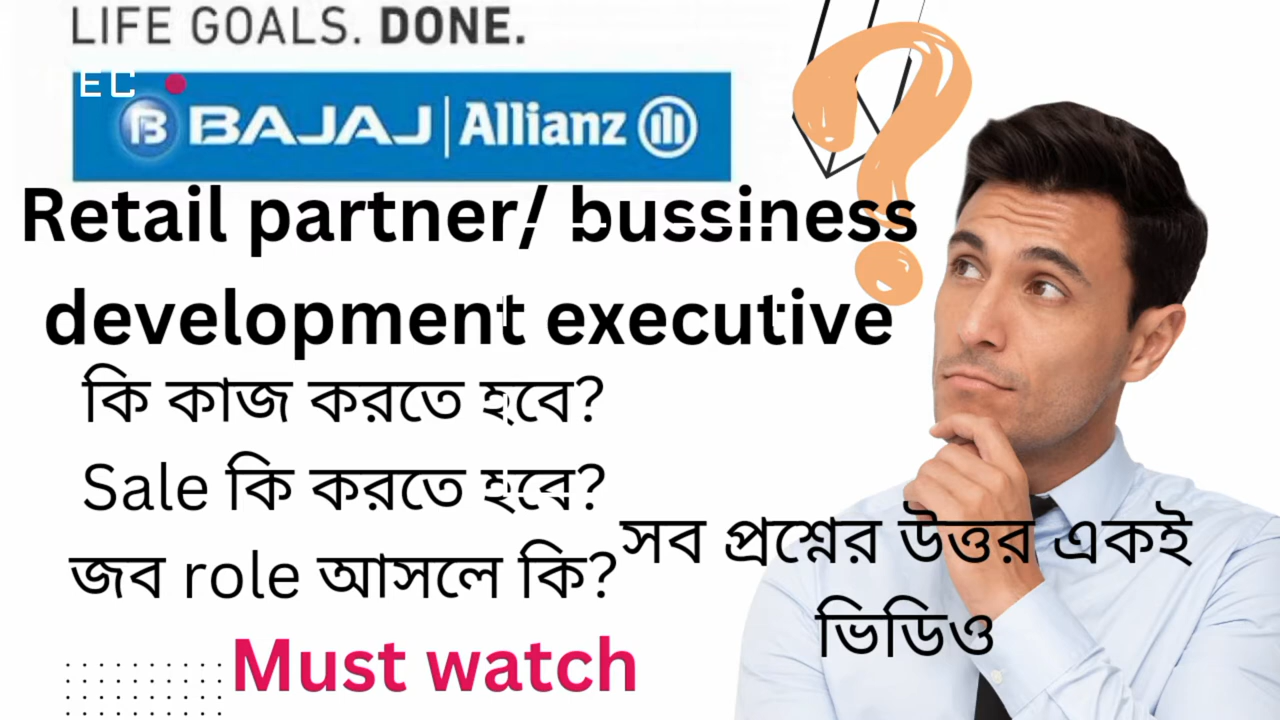 LIFE GOALS. DONE.
EC
BAJAJ | Allianz
Retail partner/ bussiness
development executive
কি কাজ করতে হবে?
Sale কি করতে হবে?
জব role আসলে কি?
সব প্রশ্নের উত্তর একই
ভিডিও
Must watch